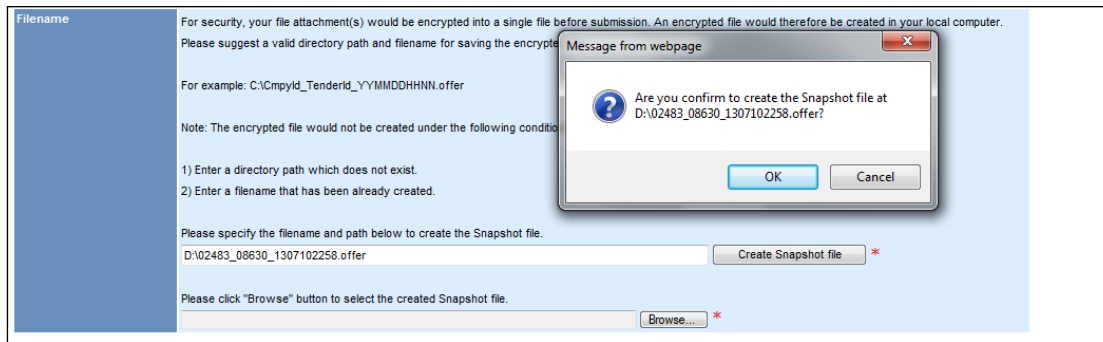 Filename
For security, your file attachment(s) would be encrypted into a single file before submission. An encrypted file would therefore be created in your local computer.
Please suggest a valid directory path and filename for saving the encrypte
Message from webpage
For example: C:\CmpyId_TenderId_YYMMDDHHNN.offer
Are you confirm to create the Snapshot file at
D:\02483_08630_1307102258.offer?
Note: The encrypted file would not be created under the following conditio
1) Enter a directory path which does not exist.
OK Cancel
2) Enter a filename that has been already created.
Please specify the filename and path below to create the Snapshot file.
D:\02483_08630_1307102258.offer Create Snapshot file *
Please click "Browse" button to select the created Snapshot file.
Browse... *